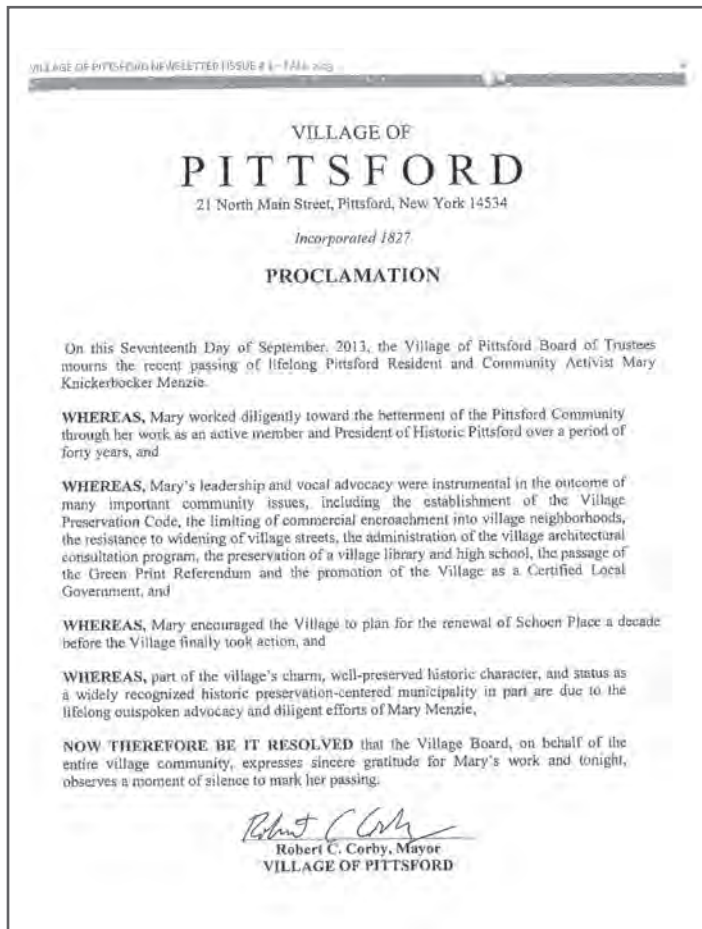 VILLAGE OF PITTSFORD NEWSLETTER | ISSUE # 1 – FALL 2013
VILLAGE OF
PITTSFORD
21 North Main Street, Pittsford, New York 14534
Incorporated 1827
PROCLAMATION
On this Seventeenth Day of September, 2013, the Village of Pittsford Board of Trustees
mourns the recent passing of lifelong Pittsford Resident and Community Activist Mary
Knickerbocker Menzie.
WHEREAS, Mary worked diligently toward the betterment of the Pittsford Community
through her work as an active member and President of Historic Pittsford over a period of
forty years, and
WHEREAS, Mary's leadership and vocal advocacy were instrumental in the outcome of
many important community issues, including the establishment of the Village
Preservation Code, the limiting of commercial encroachment into village neighborhoods,
the resistance to widening of village streets, the administration of the village architectural
consultation program, the preservation of a village library and high school, the passage of
the Green Print Referendum and the promotion of the Village as a Certified Local
Government, and
WHEREAS, Mary encouraged the Village to plan for the renewal of Schoen Place a decade
before the Village finally took action, and
WHEREAS, part of the village's charm, well-preserved historic character, and status as
a widely recognized historic preservation-centered municipality in part are due to the
lifelong outspoken advocacy and diligent efforts of Mary Menzie,
NOW THEREFORE BE IT RESOLVED that the Village Board, on behalf of the
entire village community, expresses sincere gratitude for Mary's work and tonight,
observes a moment of silence to mark her passing.
Robert C Corby
Robert C. Corby, Mayor
VILLAGE OF PITTSFORD